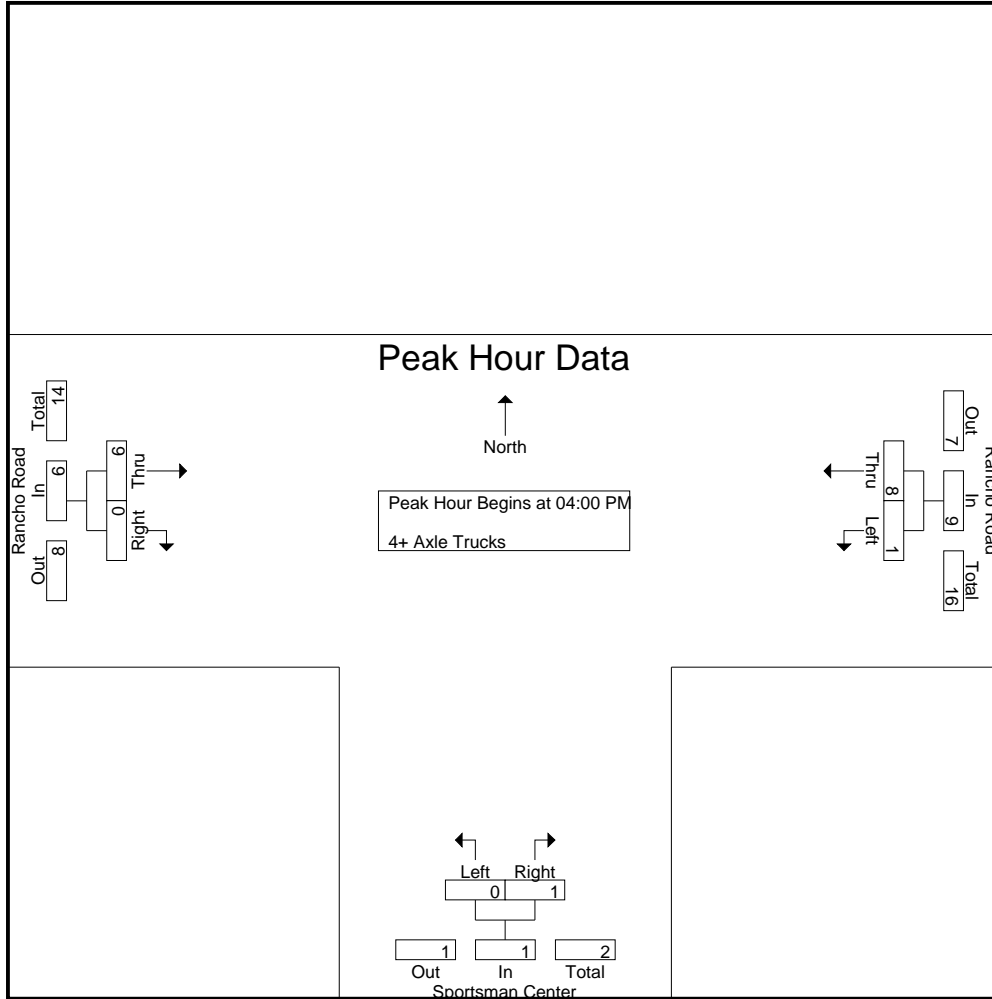 Peak Hour Data
North
Peak Hour Begins at 04:00 PM
4+ Axle Trucks
Rancho Road
Total
14
In
6
Out
8
Thru
6
Right
0
Rancho Road
Out
7
In
9
Total
16
Thru
8
Left
1
Left Right
0 1
1 1 2
Out In Total
Sportsman Center